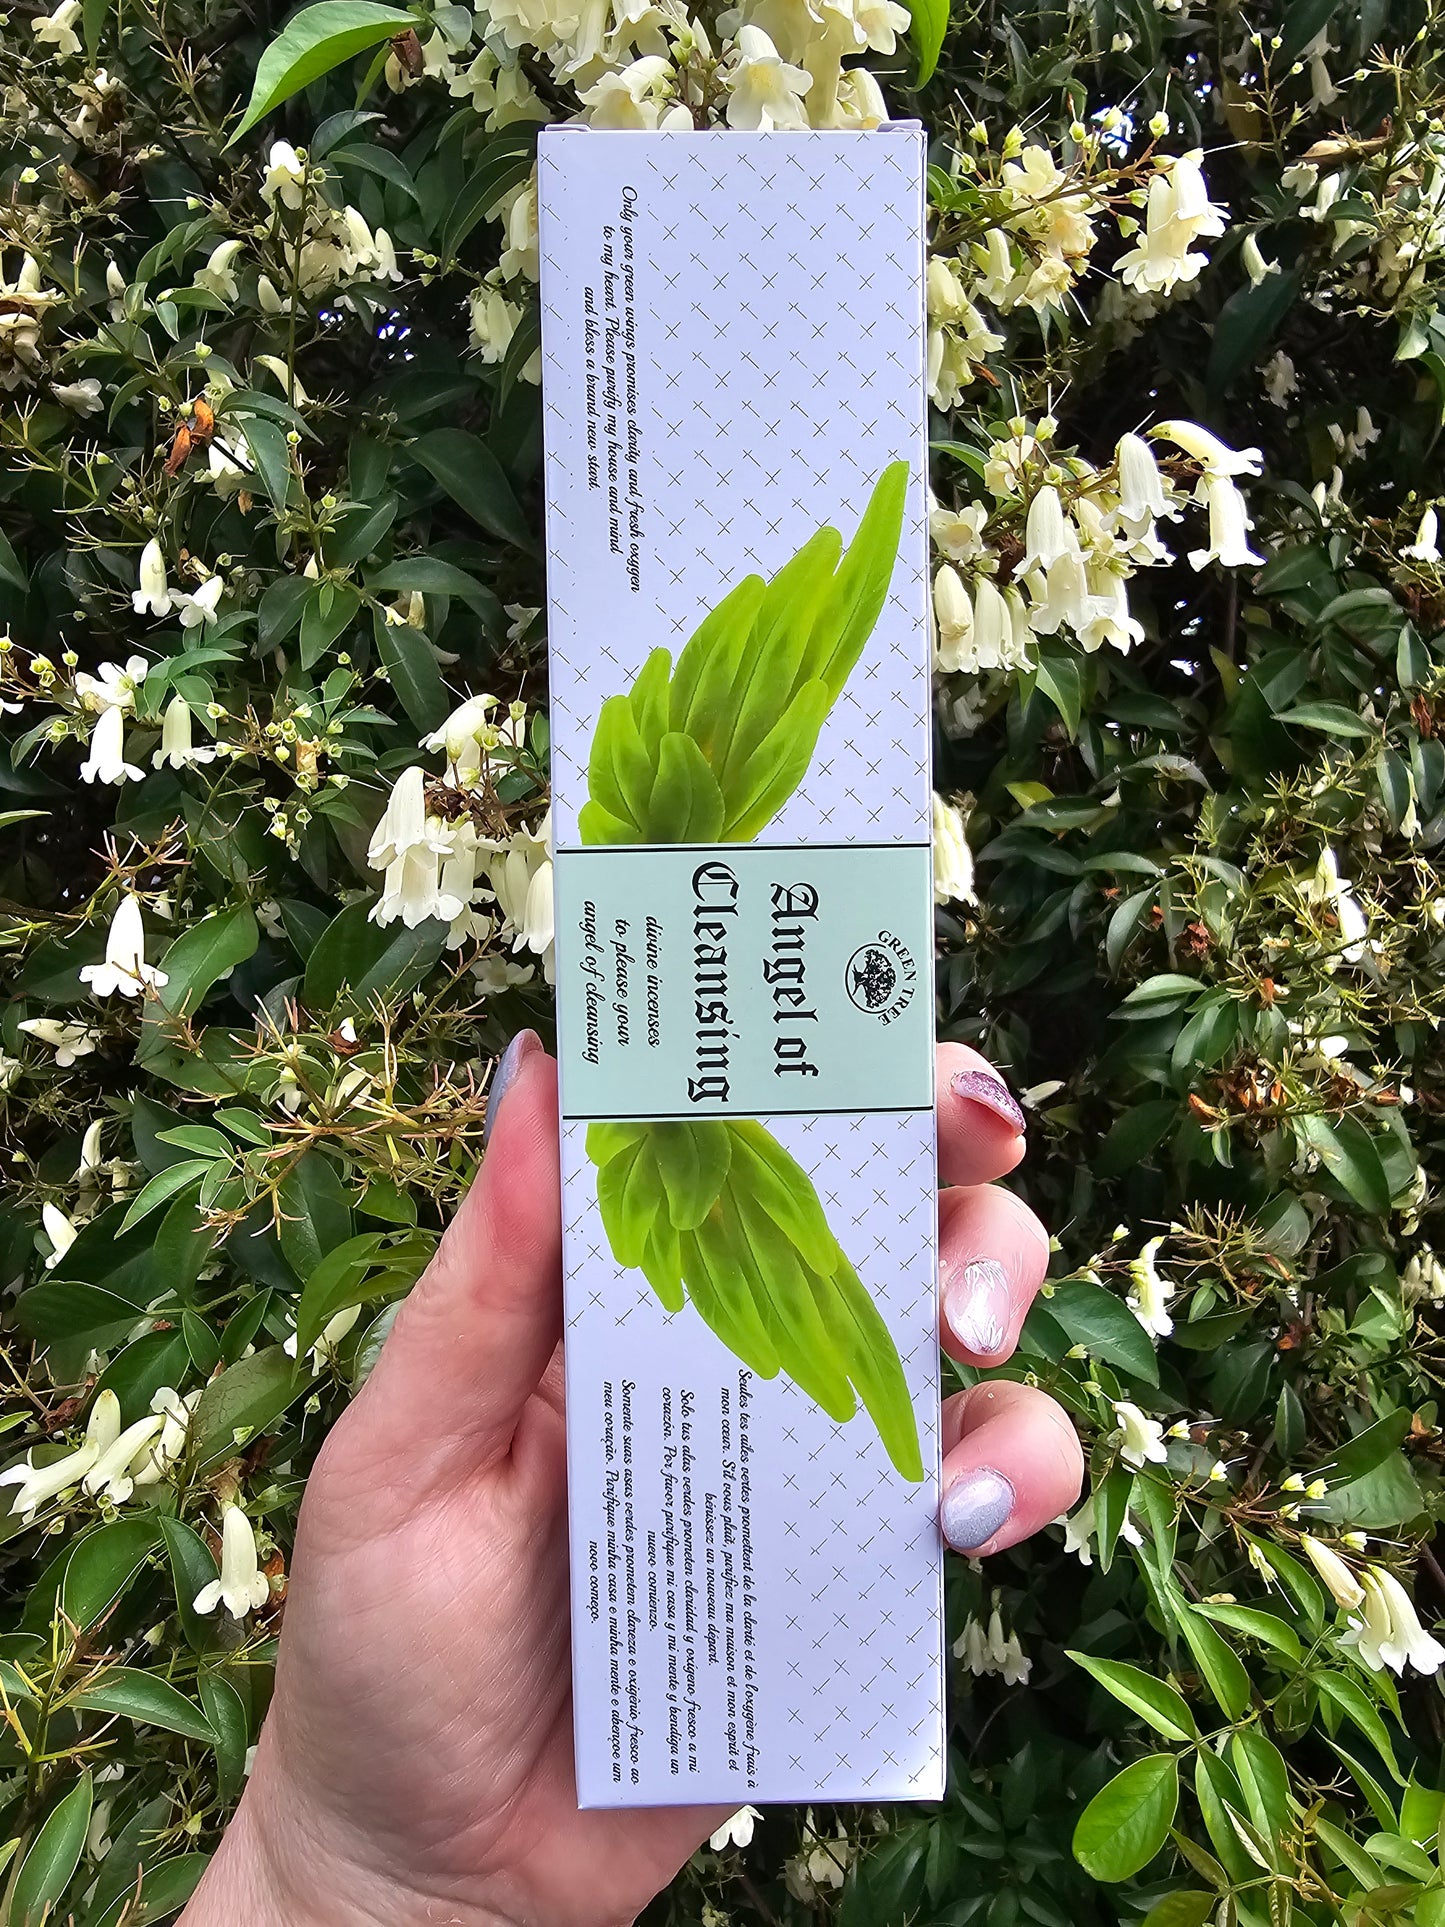 Only your green wings promises clarity and fresh oxygen
to my heart. Please purify my house and mind
and bless a brand new start.
GREEN TREE
Angel of
Cleansing
divine incenses
to please your
angel of cleansing
Seules tes ailes vertes promettent de la clarté et de l'oxygène frais à
mon cœur. S'il vous plaît, purifiez ma maison et mon esprit et
bénissez un nouveau départ.
Solo tus alas verdes prometen claridad y oxígeno fresco a mi
corazón. Por favor purifique mi casa y mi mente y bendiga un
nuevo comienzo.
Somente suas asas verdes prometem clareza e oxigênio fresco ao
meu coração. Purifique minha casa e minha mente e abençoe um
novo começo.